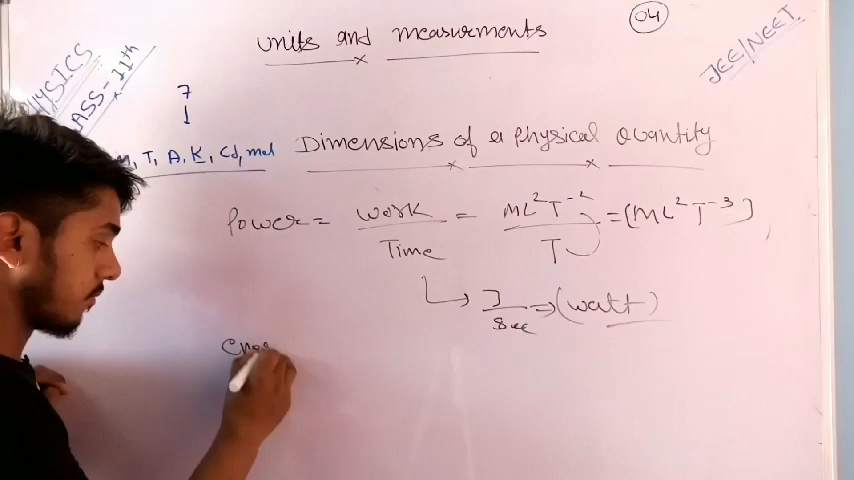 units and measurments
04
JEE/NEET.
PHYSICS
CLASS-11th
7
M, T, A, K, Cd, mol
Dimensions of a Physical Quantity
Power = Work / Time = ML²T⁻² / T = [ML²T⁻³]
J / Sec ⇒ (watt)